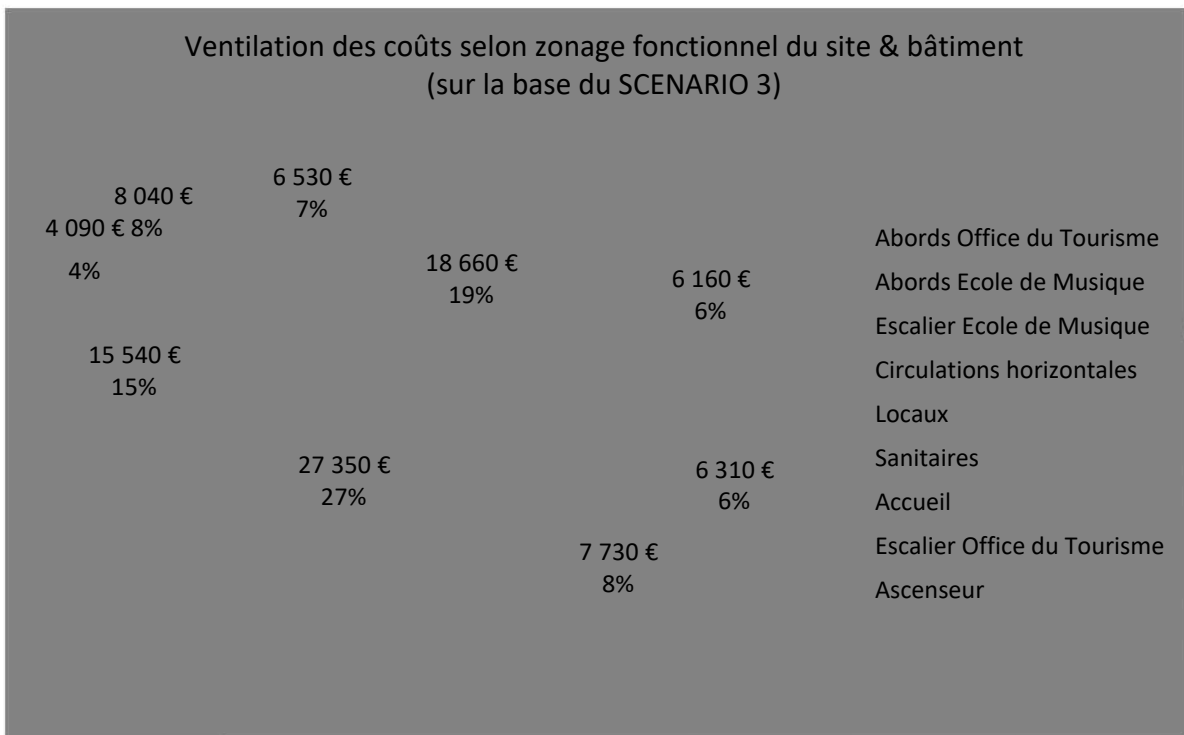 Ventilation des coûts selon zonage fonctionnel du site & bâtiment
(sur la base du SCENARIO 3)
6 530 €
7%
8 040 €
8%
4 090 €
4%
18 660 €
19%
6 160 €
6%
15 540 €
15%
27 350 €
27%
6 310 €
6%
7 730 €
8%
Abords Office du Tourisme
Abords Ecole de Musique
Escalier Ecole de Musique
Circulations horizontales
Locaux
Sanitaires
Accueil
Escalier Office du Tourisme
Ascenseur